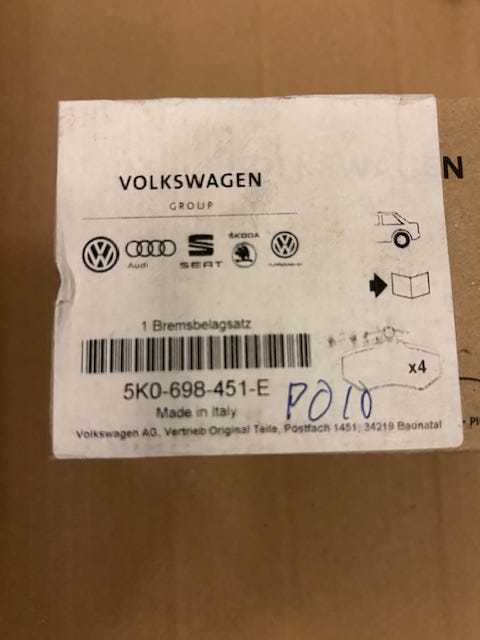 VOLKSWAGEN
GROUP
Audi
SEAT
ŠKODA
1 Bremsbelagsatz
x4
5K0-698-451-E
Made in Italy
POLO
Volkswagen AG, Vertrieb Original Teile, Postfach 1451, 34219 Baunatal
EN